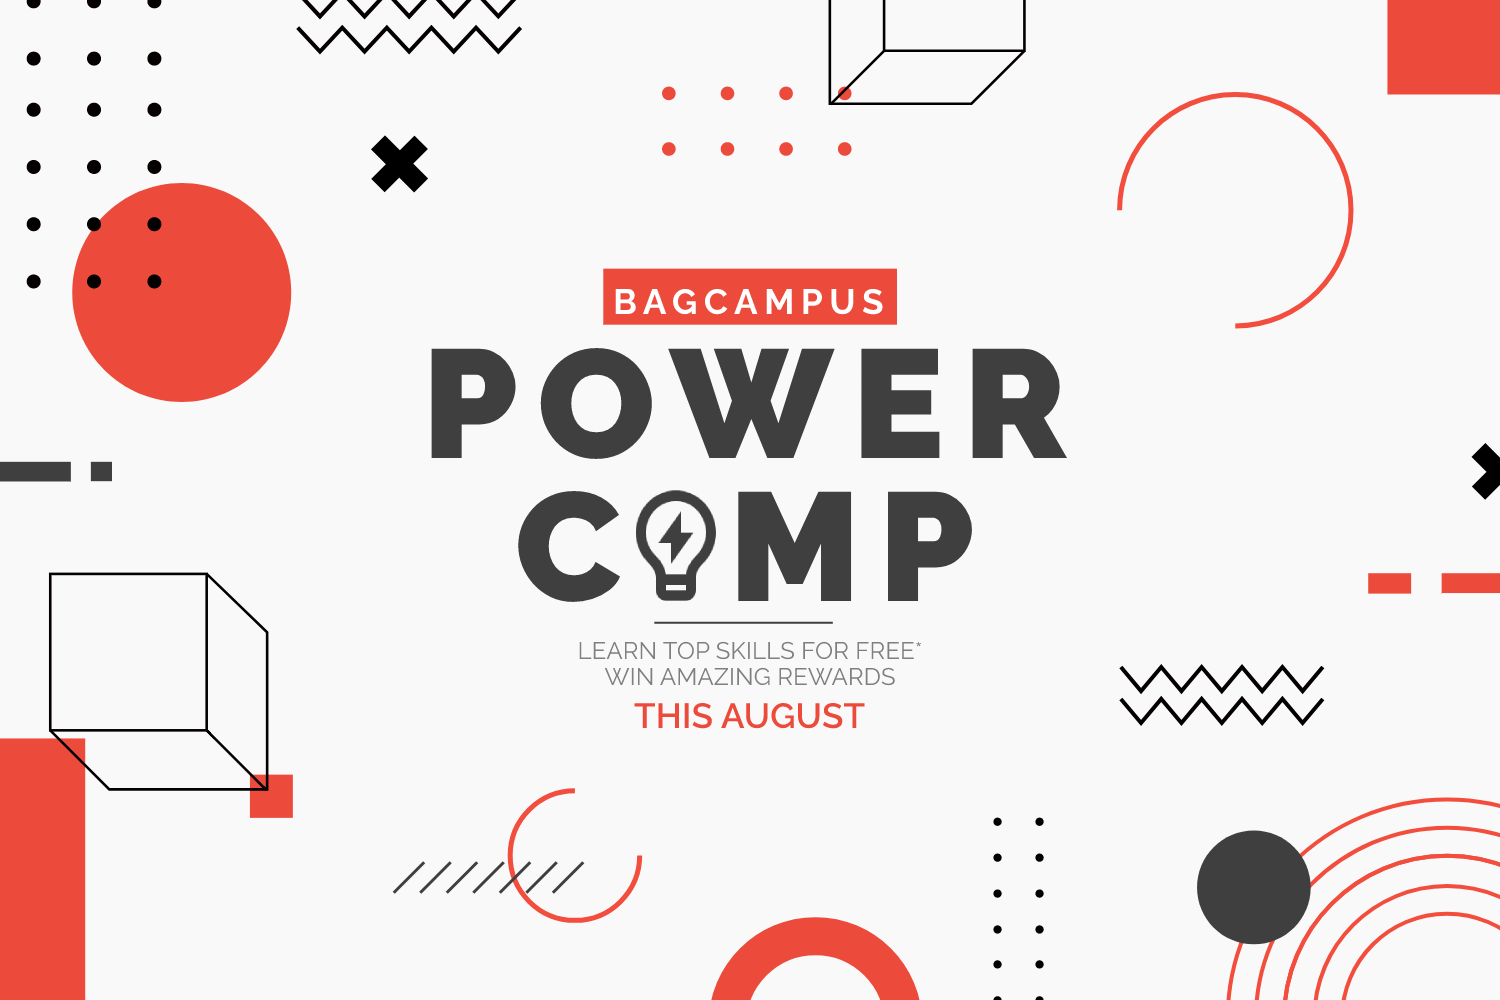 BAGCAMPUS
POWER
COMP
LEARN TOP SKILLS FOR FREE*
WIN AMAZING REWARDS
THIS AUGUST